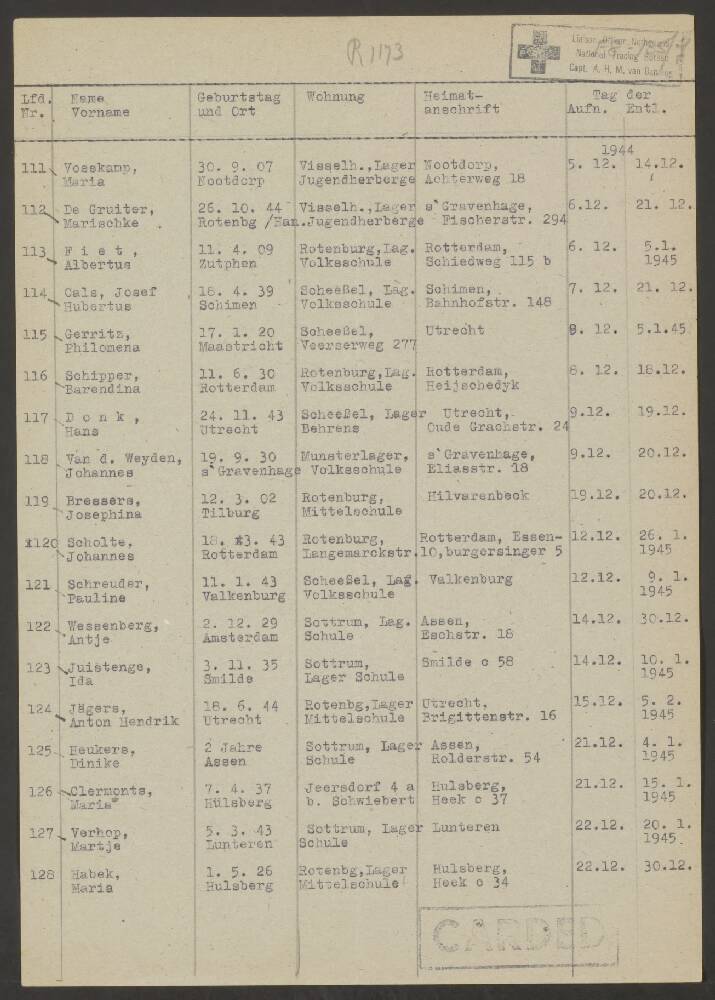 R 1173
Liaison Officer Netherlands
National Tracing Bureau
Capt. A. H. M. van
Lfd. Name Geburtstag Wohnung Heimat- Tag der
Nr. Vorname und Ort anschrift Aufn. Entl.
1944
111 Vosskamp, 30. 9. 07 Visselh.,Lager Nootdorp, 5. 12. 14.12.
Maria Nootdorp Jugendherberge Achterweg 18
112 De Gruiter, 26. 10. 44 Visselh.,Lager s'Gravenhage, 6.12. 21. 12.
Marischke Rotenbg /Han. Jugendherberge Fischerstr. 294
113 F i e t , 11. 4. 09 Rotenburg,Lag. Rotterdam, 6. 12. 5.1.
Albertus Zutphen Volksschule Schiedweg 115 b 1945
114 Cals, Josef 18. 4. 39 Scheeßel, Lag. Schimen, 7. 12. 21. 12.
Hubertus Schimen Volksschule Bahnhofstr. 148
115 Gerritz, 17. 1. 20 Scheeßel, Utrecht 8. 12. 5.1.45
Philomena Maastricht Veerserweg 277
116 Schipper, 11. 6. 30 Rotenburg,Lag. Rotterdam, 8. 12. 18.12.
Barendina Rotterdam Volksschule Heijschedyk
117 D o n k , 24. 11. 43 Scheeßel, Lager Utrecht, 9.12. 19.12.
Hans Utrecht Behrens Oude Grachstr. 24
118 Van d. Weyden, 19. 9. 30 Munsterlager, s'Gravenhage, 9.12. 20.12.
Johannes s'Gravenhage Volksschule Eliasstr. 18
119 Bressers, 12. 3. 02 Rotenburg, Hilvarenbeck 19.12. 20.12.
Josephina Tilburg Mittelschule
120 Scholte, 18. 3. 43 Rotenburg, Rotterdam, Essen- 12.12. 26. 1.
Johannes Rotterdam Langemarckstr.10, burgersinger 5 1945
121 Schreuder, 11. 1. 43 Scheeßel, Lag. Valkenburg 12.12. 9. 1.
Pauline Valkenburg Volksschule 1945
122 Wessenberg, 2. 12. 29 Sottrum, Lag. Assen, 14.12. 30.12.
Antje Amsterdam Schule Eschstr. 18
123 Juistenge, 3. 11. 35 Sottrum, Smilde c 58 14.12. 10. 1.
Ida Smilde Lager Schule 1945
124 Jägers, 18. 6. 44 Rotenbg,Lager Utrecht, 15.12. 5. 2.
Anton Hendrik Utrecht Mittelschule Brigittenstr. 16 1945
125 Heukers, 2 Jahre Sottrum, Lager Assen, 21.12. 4. 1.
Dinike Assen Schule Rolderstr. 54 1945
126 Clermonts, 7. 4. 37 Jeersdorf 4 a Hulsberg, 21.12. 15. 1.
Maria" Hülsberg b. Schwiebert Heek c 37 1945
127 Verhop, 5. 3. 43 Sottrum, Lager Lunteren 22.12. 20. 1.
Martje Lunteren Schule 1945
128 Habek, 1. 5. 26 Rotenbg,Lager Hulsberg, 22.12. 30.12.
Maria Hulsberg Mittelschule Heek c 34
CARDED